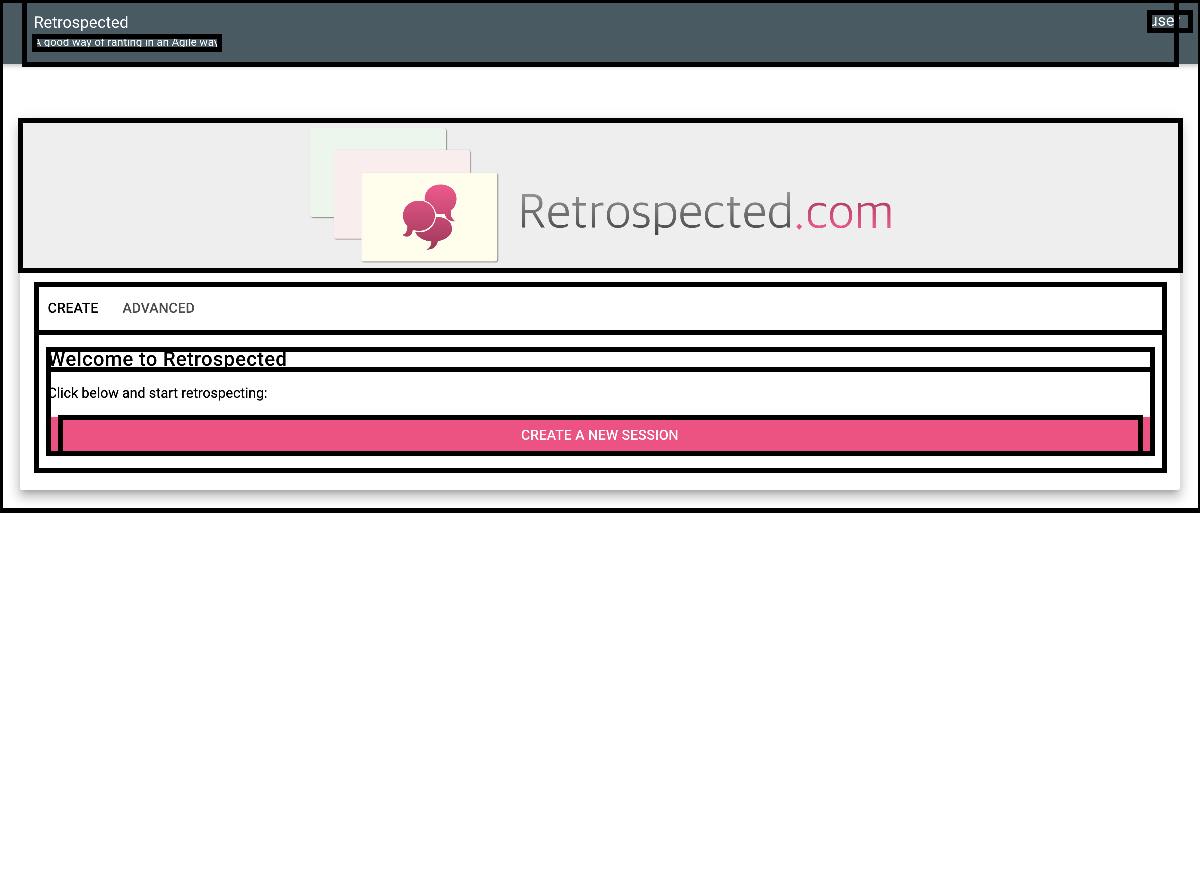 Retrospected
user
A good way of ranting in an Agile way
Retrospected.com
CREATE ADVANCED
Welcome to Retrospected
Click below and start retrospecting:
CREATE A NEW SESSION